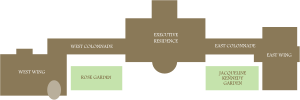 EXECUTIVE
RESIDENCE
WEST COLONNADE
EAST COLONNADE
WEST WING
EAST WING
ROSE GARDEN
JACQUELINE
KENNEDY
GARDEN